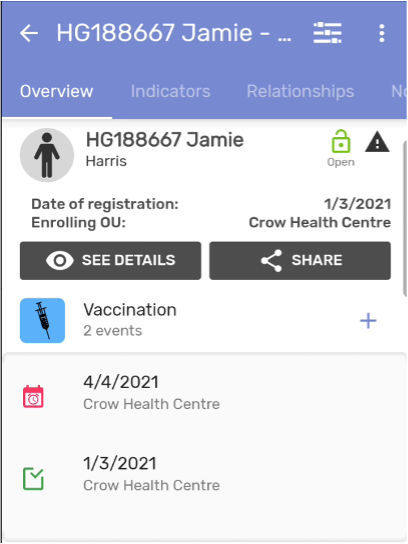 HG188667 Jamie - ...
Overview Indicators Relationships No
HG188667 Jamie
Harris
Open
Date of registration: 1/3/2021
Enrolling OU: Crow Health Centre
SEE DETAILS SHARE
Vaccination
2 events
4/4/2021
Crow Health Centre
1/3/2021
Crow Health Centre